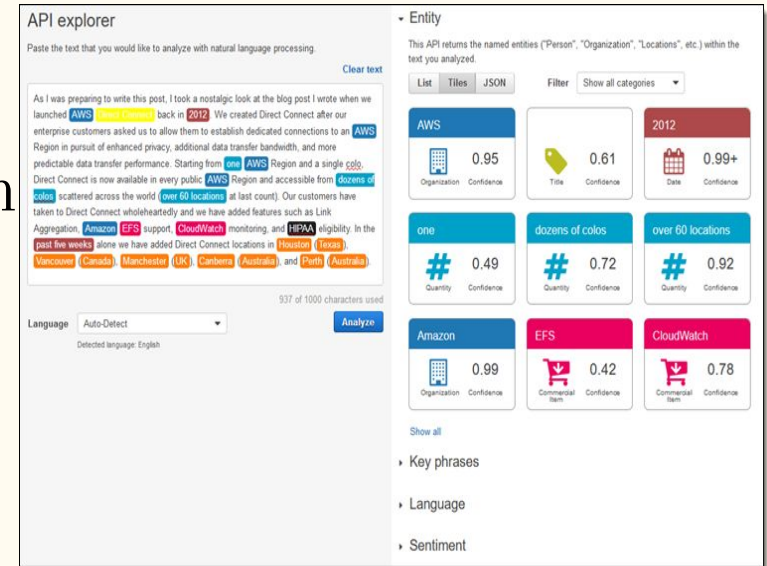 n
API explorer
Paste the text that you would like to analyze with natural language processing.
Clear text
As I was preparing to write this post, I took a nostalgic look at the blog post I wrote when we
launched AWS Direct Connect back in 2012. We created Direct Connect after our
enterprise customers asked us to allow them to establish dedicated connections to an AWS
Region in pursuit of enhanced privacy, additional data transfer bandwidth, and more
predictable data transfer performance. Starting from one AWS Region and a single colo,
Direct Connect is now available in every public AWS Region and accessible from dozens of
colos scattered across the world (over 60 locations at last count). Our customers have
taken to Direct Connect wholeheartedly and we have added features such as Link
Aggregation, Amazon EFS support, CloudWatch monitoring, and HIPAA eligibility. In the
past five weeks alone we have added Direct Connect locations in Houston (Texas),
Vancouver (Canada), Manchester (UK), Canberra (Australia), and Perth (Australia).
937 of 1000 characters used
Language Auto-Detect Analyze
Detected language: English
Entity
This API returns the named entities ("Person", "Organization", "Locations", etc.) within the
text you analyzed.
List Tiles JSON Filter Show all categories
AWS
0.95
Organization Confidence
0.61
Title Confidence
2012
0.99+
Date Confidence
one
0.49
Quantity Confidence
dozens of colos
0.72
Quantity Confidence
over 60 locations
0.92
Quantity Confidence
Amazon
0.99
Organization Confidence
EFS
0.42
Commercial Confidence
Item
CloudWatch
0.78
Commercial Confidence
Item
Show all
Key phrases
Language
Sentiment